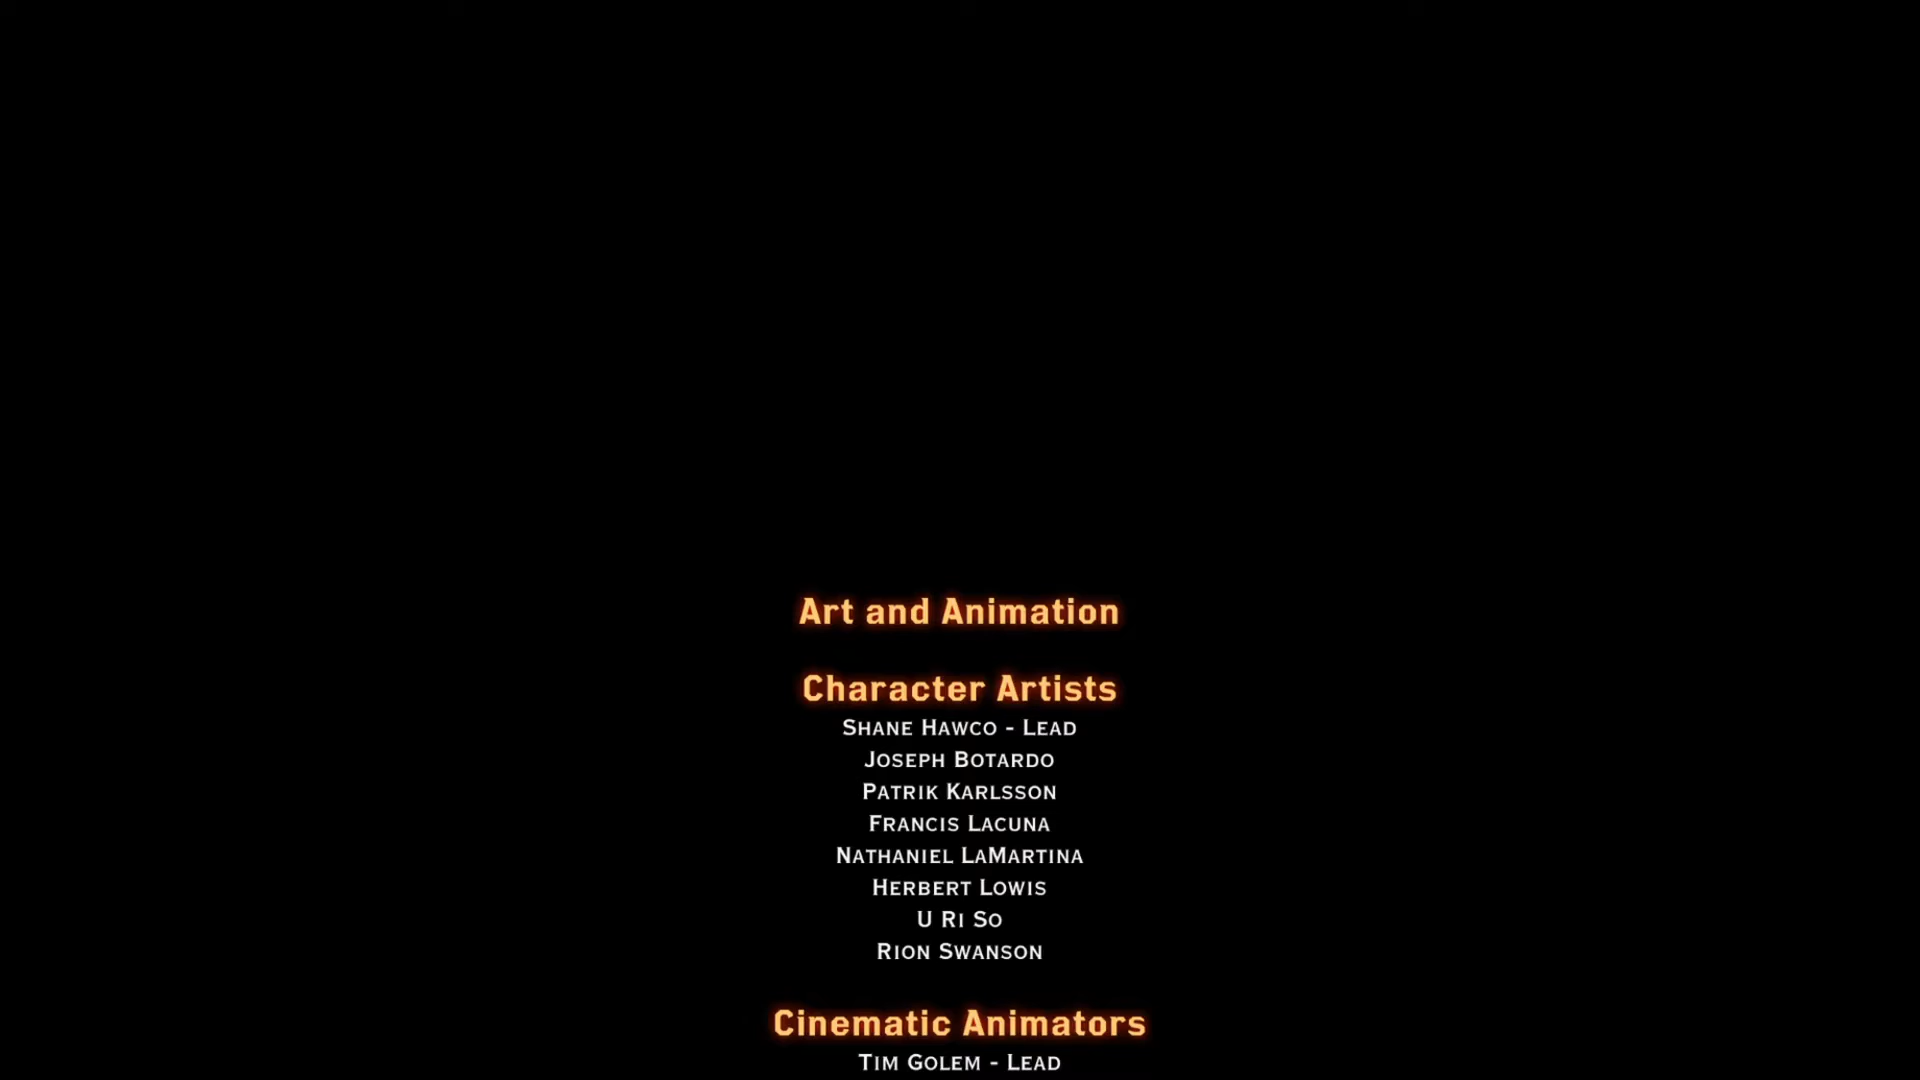 Art and Animation
Character Artists
Shane Hawco - Lead
Joseph Botardo
Patrik Karlsson
Francis Lacuna
Nathaniel LaMartina
Herbert Lowis
U Ri So
Rion Swanson
Cinematic Animators
Tim Golem - Lead